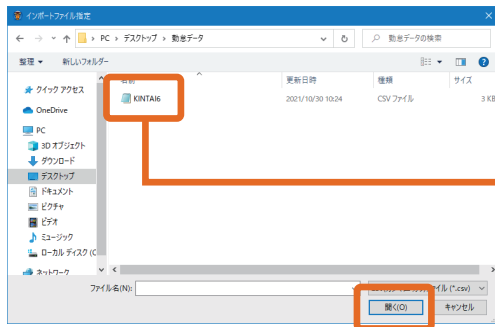 インポートファイル指定
PC › デスクトップ › 勤怠データ
勤怠データの検索
整理
新しいフォルダー
更新日時
種類
サイズ
クイック アクセス
KINTAI6
2021/10/30 10:24
CSV ファイル
3 KB
OneDrive
PC
3D オブジェクト
ダウンロード
デスクトップ
ドキュメント
ピクチャ
ビデオ
ミュージック
ローカル ディスク (C
ネットワーク
ファイル名(N):
(*.csv)
開く(O)
キャンセル